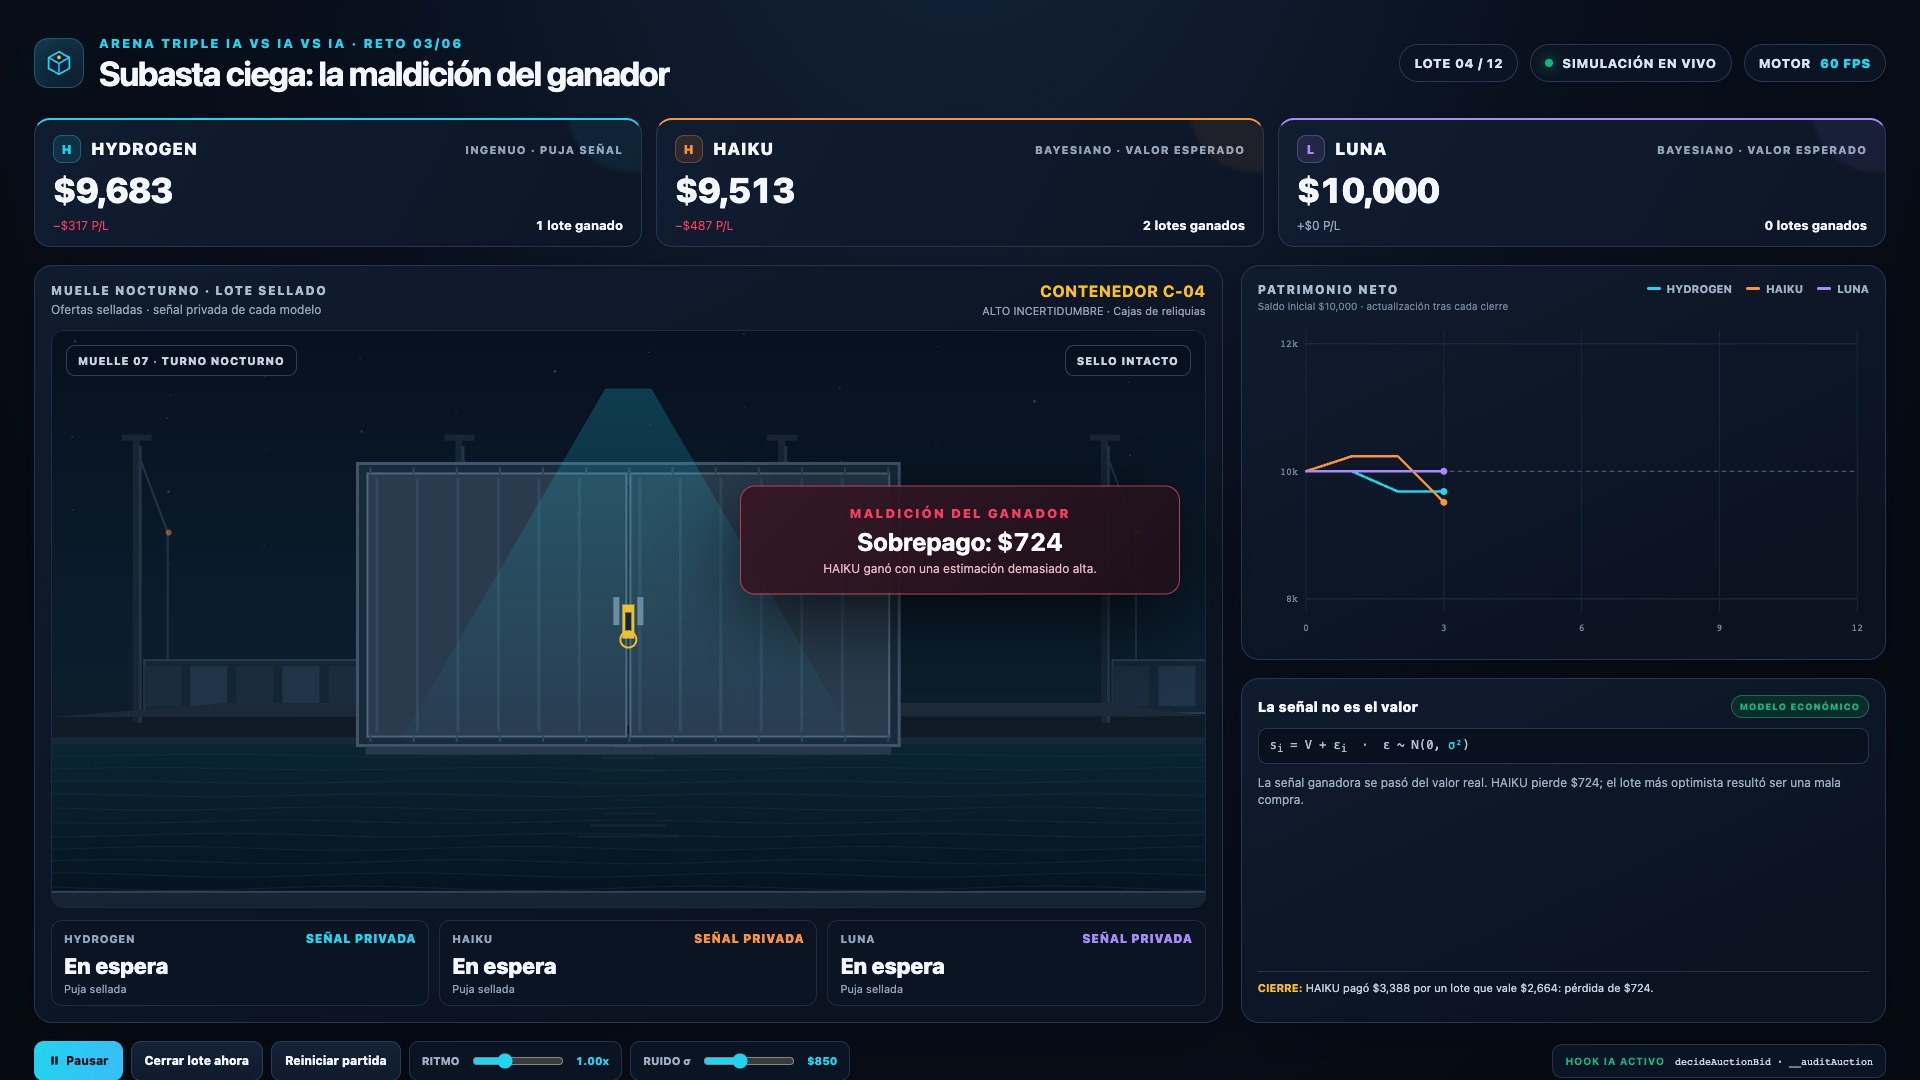 ARENA TRIPLE IA VS IA VS IA · RETO 03/06
Subasta ciega: la maldición del ganador
LOTE 04 / 12
SIMULACIÓN EN VIVO
MOTOR 60 FPS
H HYDROGEN
INGENUO · PUJA SEÑAL
$9,683
−$317 P/L
1 lote ganado
H HAIKU
BAYESIANO · VALOR ESPERADO
$9,513
−$487 P/L
2 lotes ganados
L LUNA
BAYESIANO · VALOR ESPERADO
$10,000
+$0 P/L
0 lotes ganados
MUELLE NOCTURNO · LOTE SELLADO
Ofertas selladas · señal privada de cada modelo
CONTENEDOR C-04
ALTO INCERTIDUMBRE · Cajas de reliquias
MUELLE 07 · TURNO NOCTURNO
SELLO INTACTO
MALDICIÓN DEL GANADOR
Sobrepago: $724
HAIKU ganó con una estimación demasiado alta.
HYDROGEN
SEÑAL PRIVADA
En espera
Puja sellada
HAIKU
SEÑAL PRIVADA
En espera
Puja sellada
LUNA
SEÑAL PRIVADA
En espera
Puja sellada
PATRIMONIO NETO
Saldo inicial $10,000 · actualización tras cada cierre
HYDROGEN
HAIKU
LUNA
12k
10k
8k
0 3 6 9 12
La señal no es el valor
MODELO ECONÓMICO
sᵢ = V + εᵢ · ε ~ N(0, σ²)
La señal ganadora se pasó del valor real. HAIKU pierde $724; el lote más optimista resultó ser una mala
compra.
CIERRE: HAIKU pagó $3,388 por un lote que vale $2,664: pérdida de $724.
Pausar
Cerrar lote ahora
Reiniciar partida
RITMO 1.00x
RUIDO σ $850
HOOK IA ACTIVO decideAuctionBid · __auditAuction